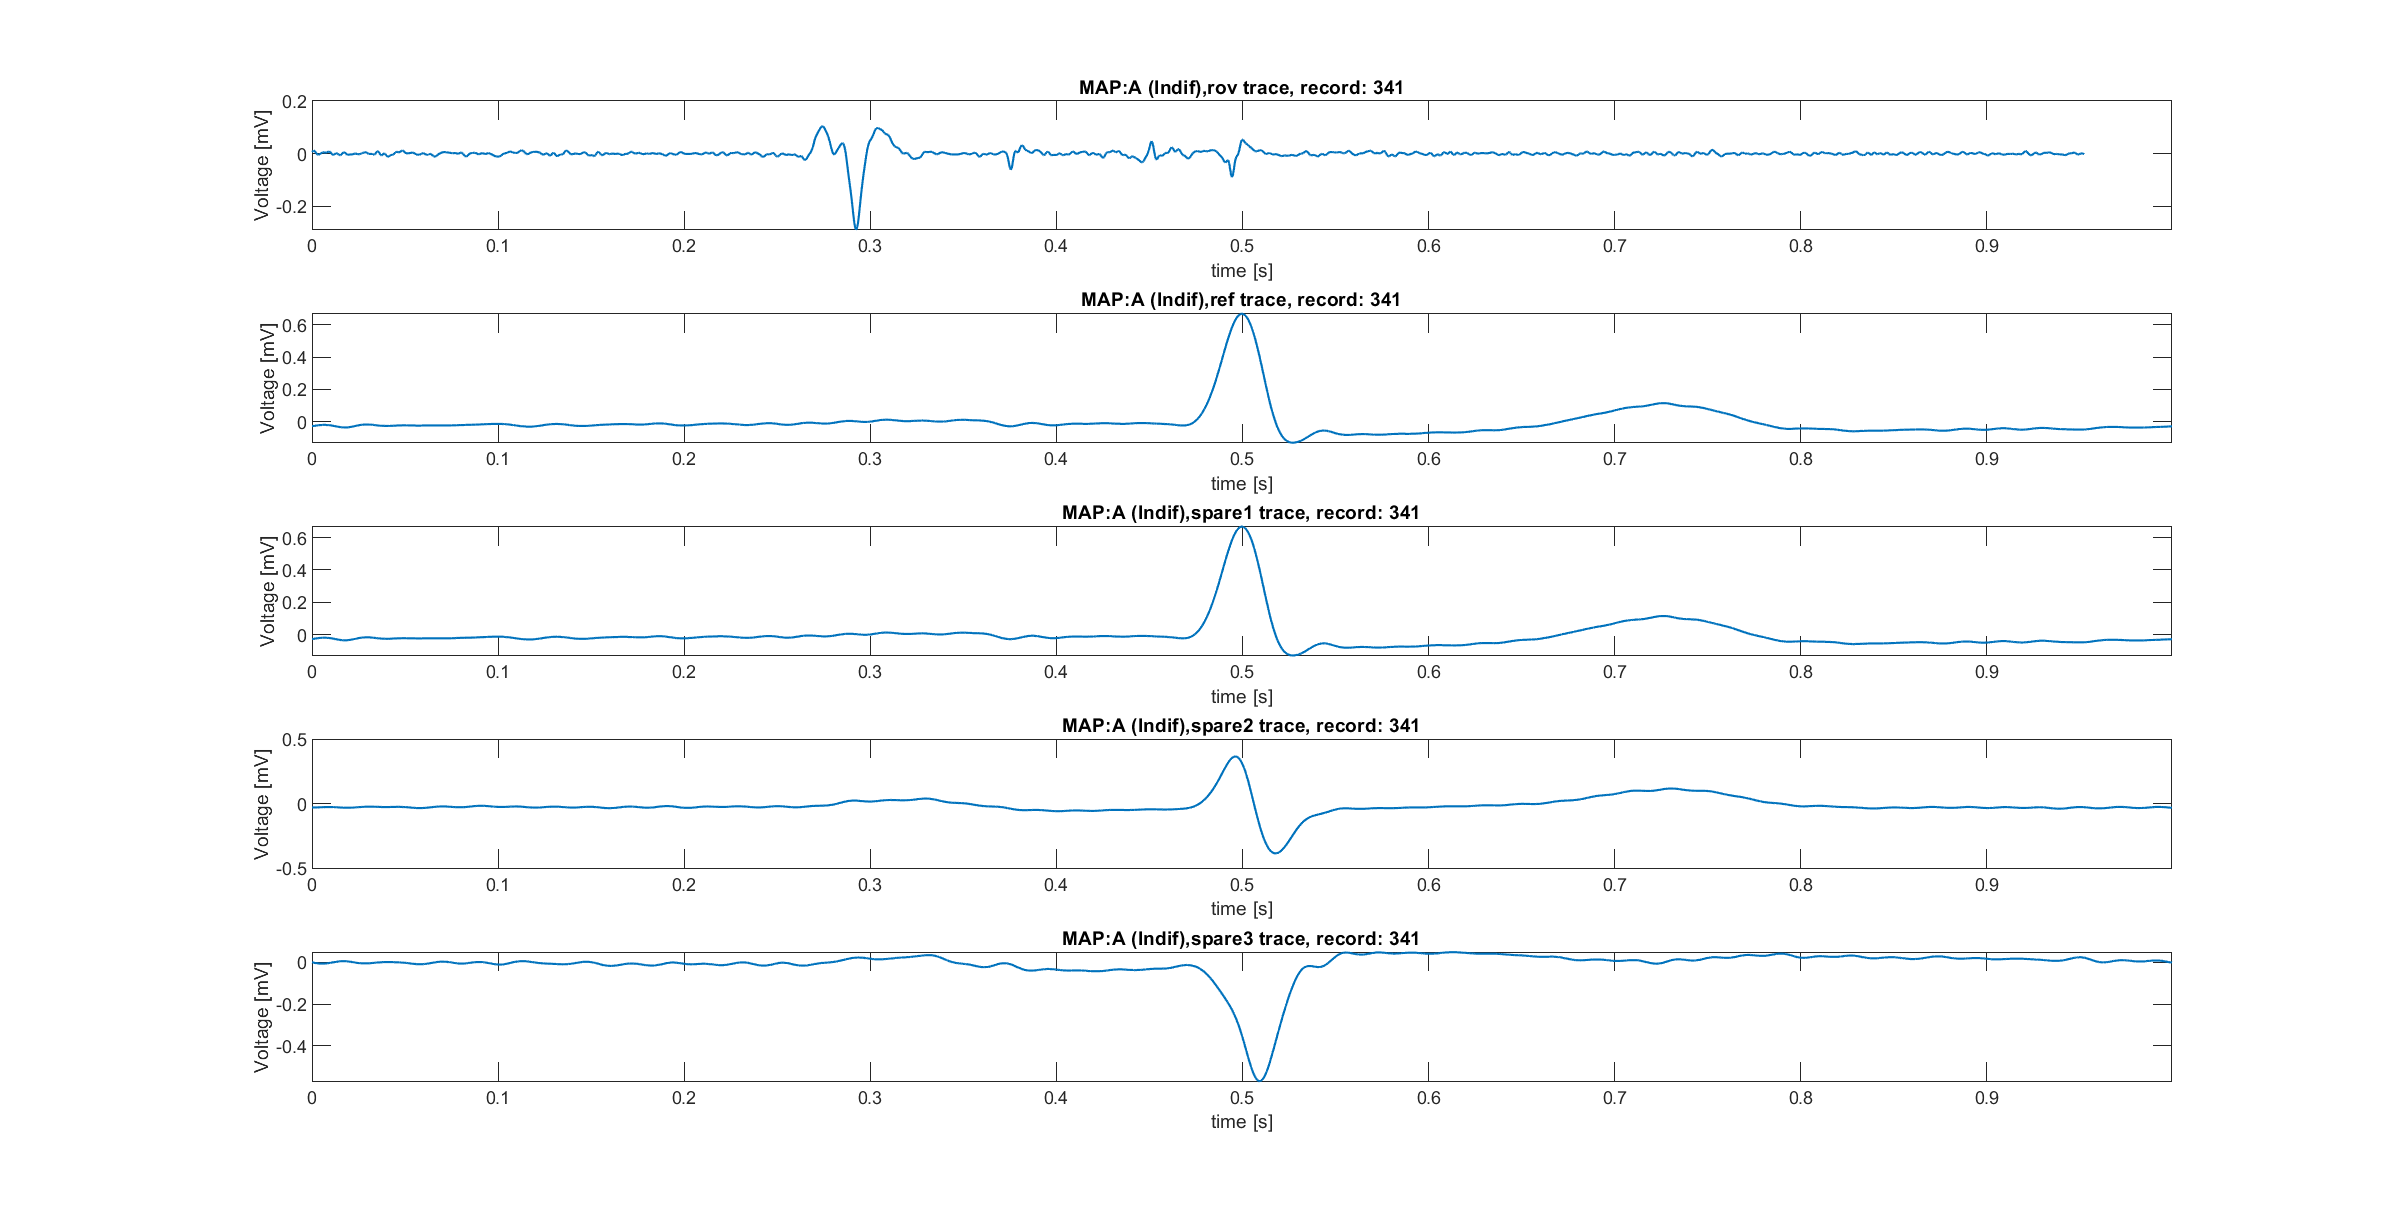 MAP:A (Indif),rov trace, record: 341
Voltage [mV]
0.2
0
-0.2
0 0.1 0.2 0.3 0.4 0.5 0.6 0.7 0.8 0.9
time [s]
MAP:A (Indif),ref trace, record: 341
Voltage [mV]
0.6
0.4
0.2
0
0 0.1 0.2 0.3 0.4 0.5 0.6 0.7 0.8 0.9
time [s]
MAP:A (Indif),spare1 trace, record: 341
Voltage [mV]
0.6
0.4
0.2
0
0 0.1 0.2 0.3 0.4 0.5 0.6 0.7 0.8 0.9
time [s]
MAP:A (Indif),spare2 trace, record: 341
Voltage [mV]
0.5
0
-0.5
0 0.1 0.2 0.3 0.4 0.5 0.6 0.7 0.8 0.9
time [s]
MAP:A (Indif),spare3 trace, record: 341
Voltage [mV]
0
-0.2
-0.4
0 0.1 0.2 0.3 0.4 0.5 0.6 0.7 0.8 0.9
time [s]